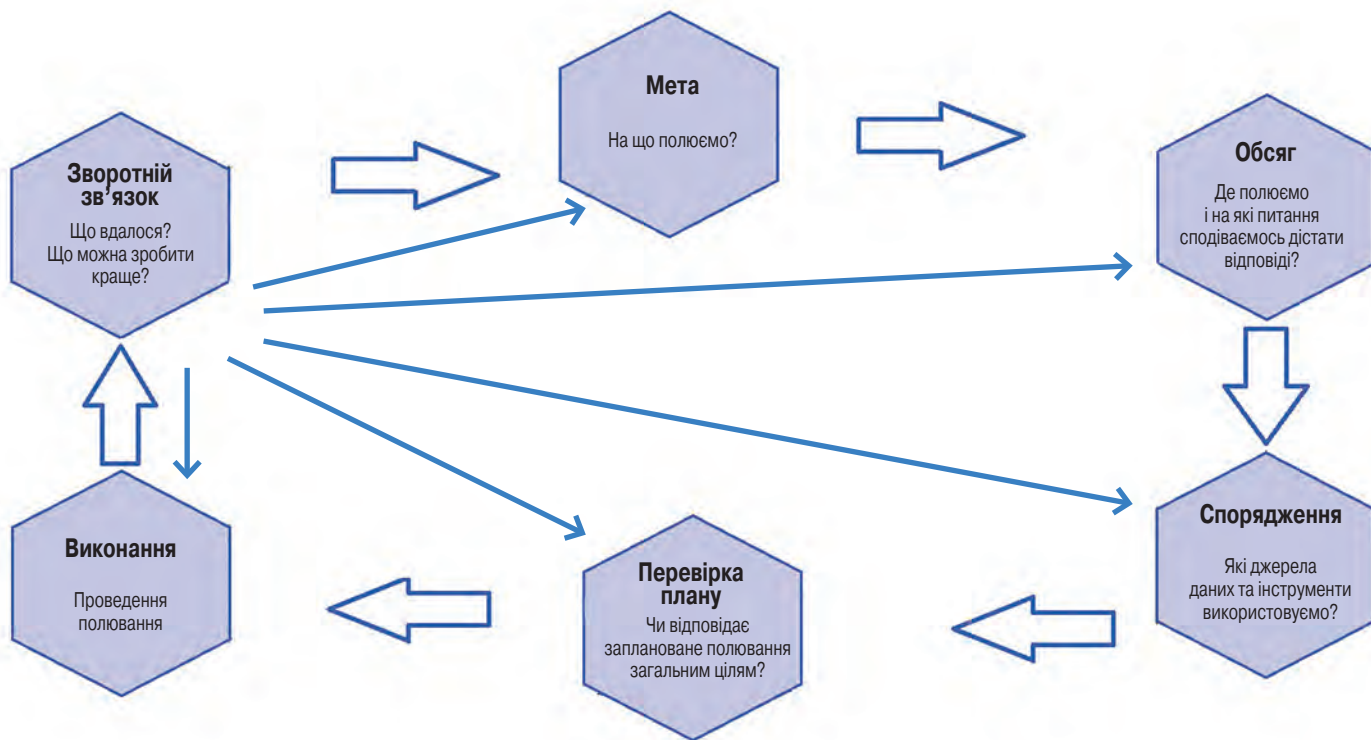 Мета
На що полюємо?
Обсяг
Де полюємо
і на які питання
сподіваємось дістати
відповіді?
Спорядження
Які джерела
даних та інструменти
використовуємо?
Перевірка
плану
Чи відповідає
заплановане полювання
загальним цілям?
Виконання
Проведення
полювання
Зворотній
зв’язок
Що вдалося?
Що можна зробити
краще?